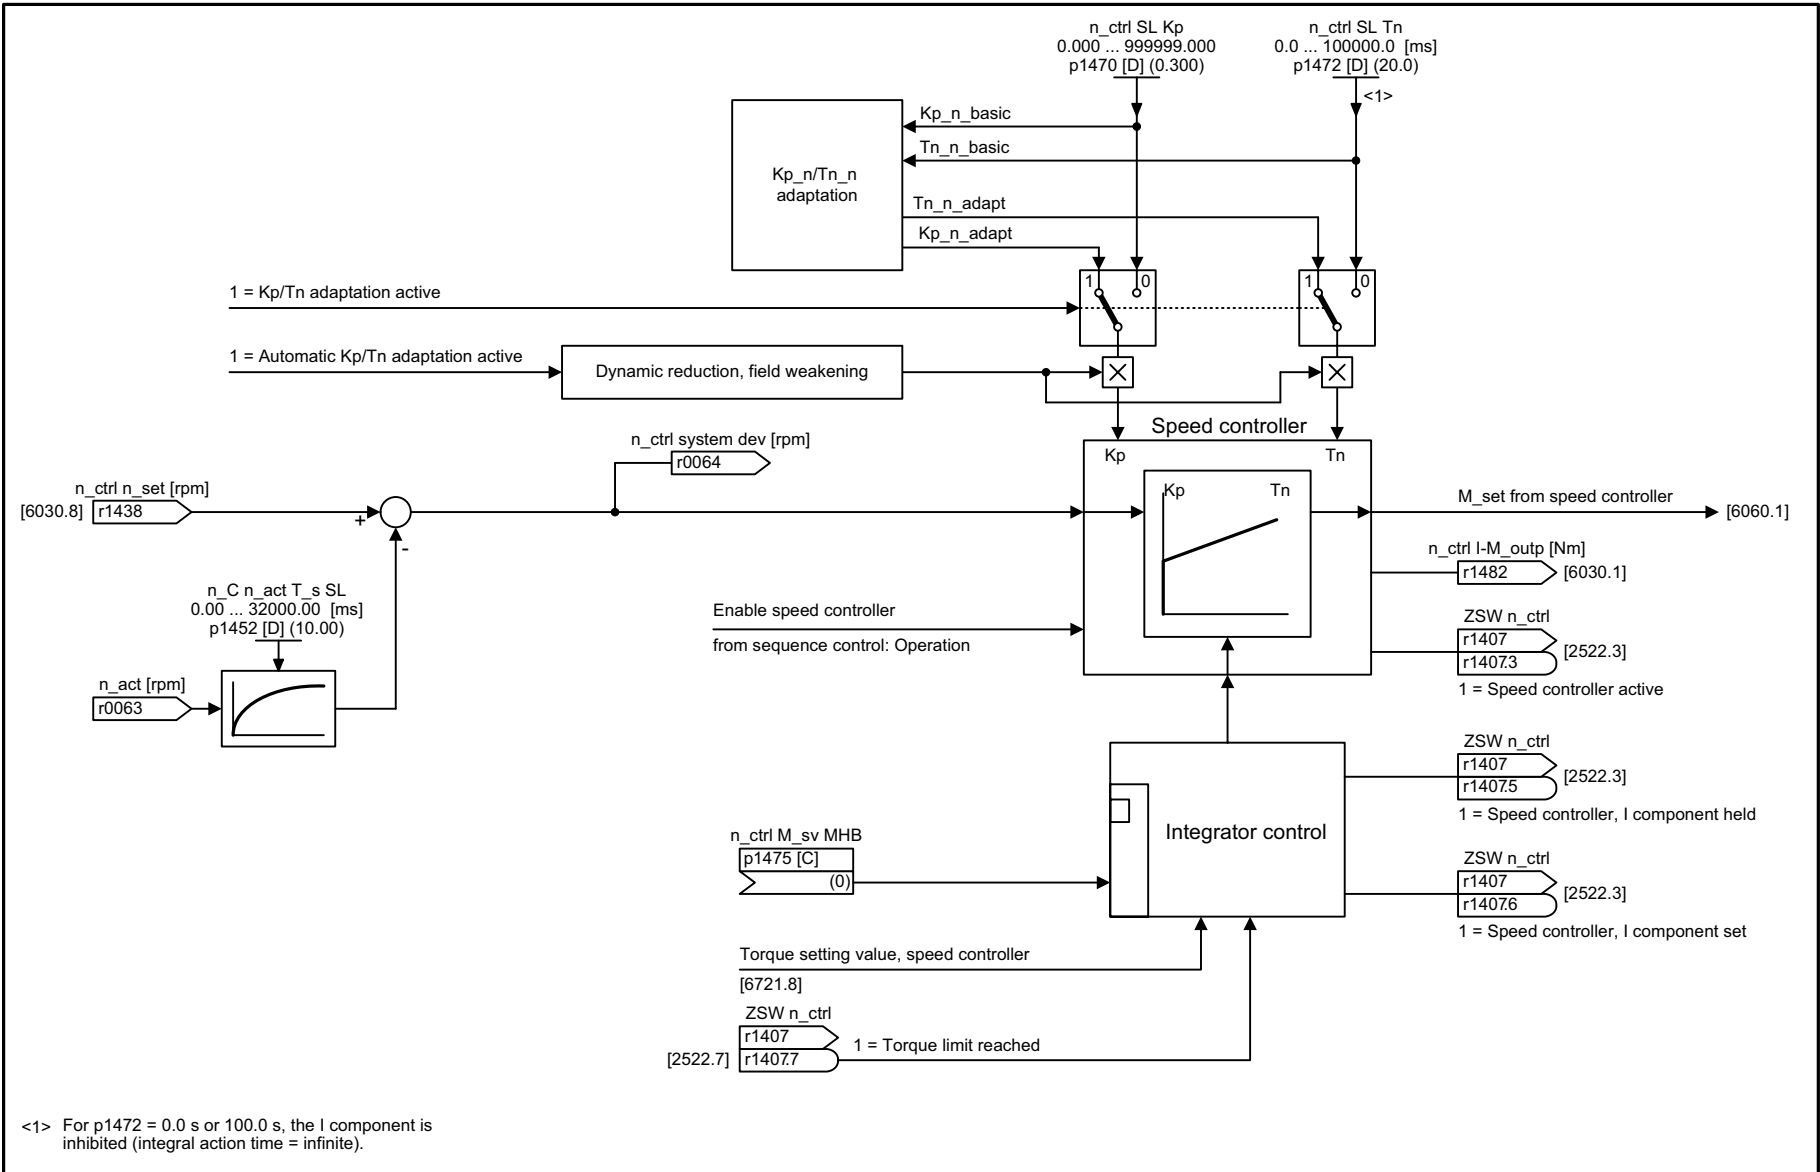 n_ctrl SL Kp
0.000 ... 999999.000
p1470 [D] (0.300)
n_ctrl SL Tn
0.0 ... 100000.0 [ms]
p1472 [D] (20.0)
<1>
Kp_n_basic
Tn_n_basic
Kp_n/Tn_n
adaptation
Tn_n_adapt
Kp_n_adapt
1 0
1 0
1 = Kp/Tn adaptation active
1 = Automatic Kp/Tn adaptation active
Dynamic reduction, field weakening
Speed controller
n_ctrl system dev [rpm]
r0064
Kp Tn
n_ctrl n_set [rpm]
[6030.8] r1438
+
-
Kp Tn
M_set from speed controller
[6060.1]
n_ctrl I-M_outp [Nm]
r1482 [6030.1]
n_C n_act T_s SL
0.00 ... 32000.00 [ms]
p1452 [D] (10.00)
Enable speed controller
from sequence control: Operation
ZSW n_ctrl
r1407
r1407.3
[2522.3]
1 = Speed controller active
n_act [rpm]
r0063
ZSW n_ctrl
r1407
r1407.5
[2522.3]
1 = Speed controller, I component held
Integrator control
n_ctrl M_sv MHB
p1475 [C]
(0)
ZSW n_ctrl
r1407
r1407.6
[2522.3]
1 = Speed controller, I component set
Torque setting value, speed controller
[6721.8]
ZSW n_ctrl
r1407
[2522.7] r1407.7
1 = Torque limit reached
<1> For p1472 = 0.0 s or 100.0 s, the I component is
inhibited (integral action time = infinite).